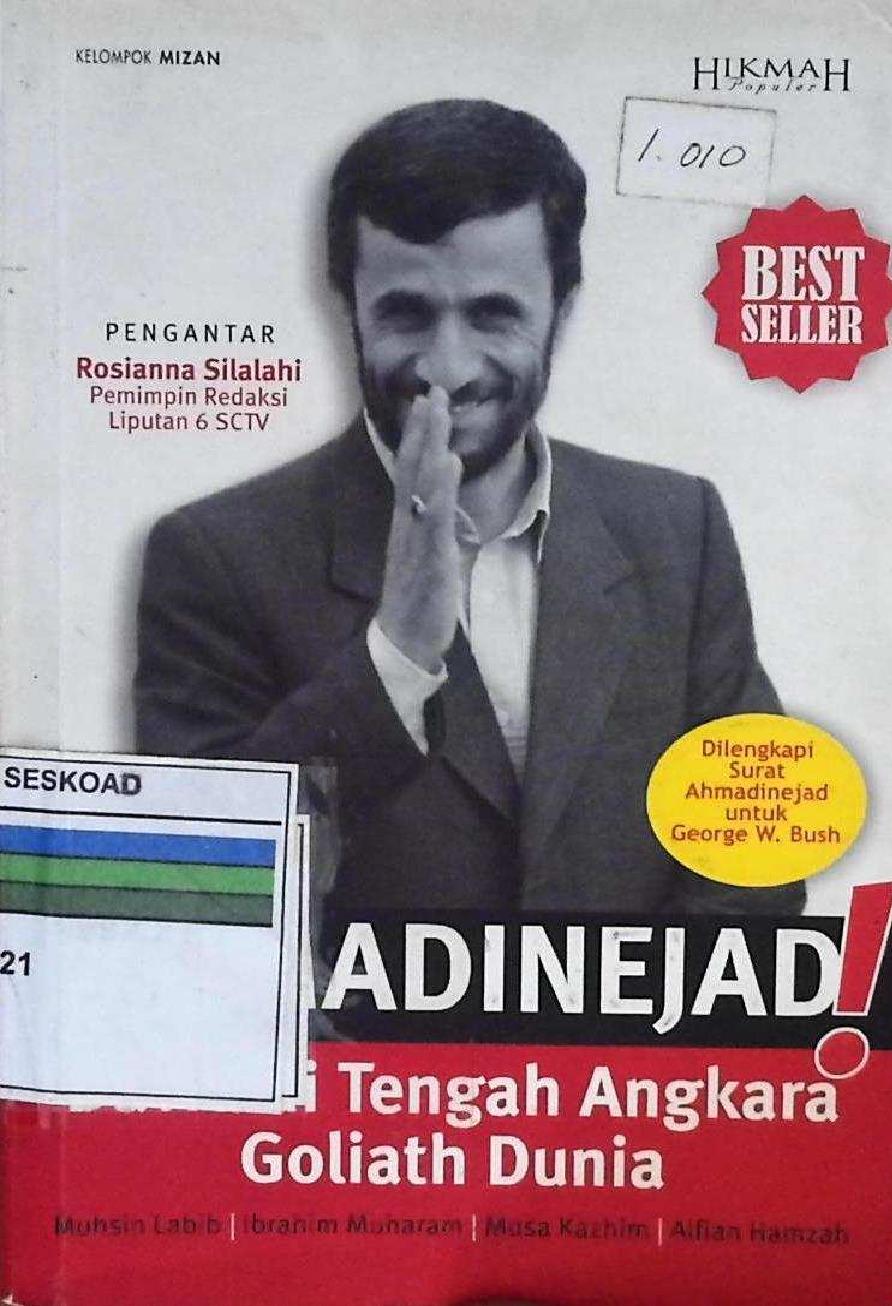 KELOMPOK MIZAN
HIKMAH
Populer
1. 010
BEST
SELLER
PENGANTAR
Rosianna Silalahi
Pemimpin Redaksi
Liputan 6 SCTV
Dilengkapi
Surat
Ahmadinejad
untuk
George W. Bush
SESKOAD
21
ADINEJAD!
i Tengah Angkara
Goliath Dunia
Muhsin Labib | Ibrahim Muharam | Musa Kazhim | Alfian Hamzah